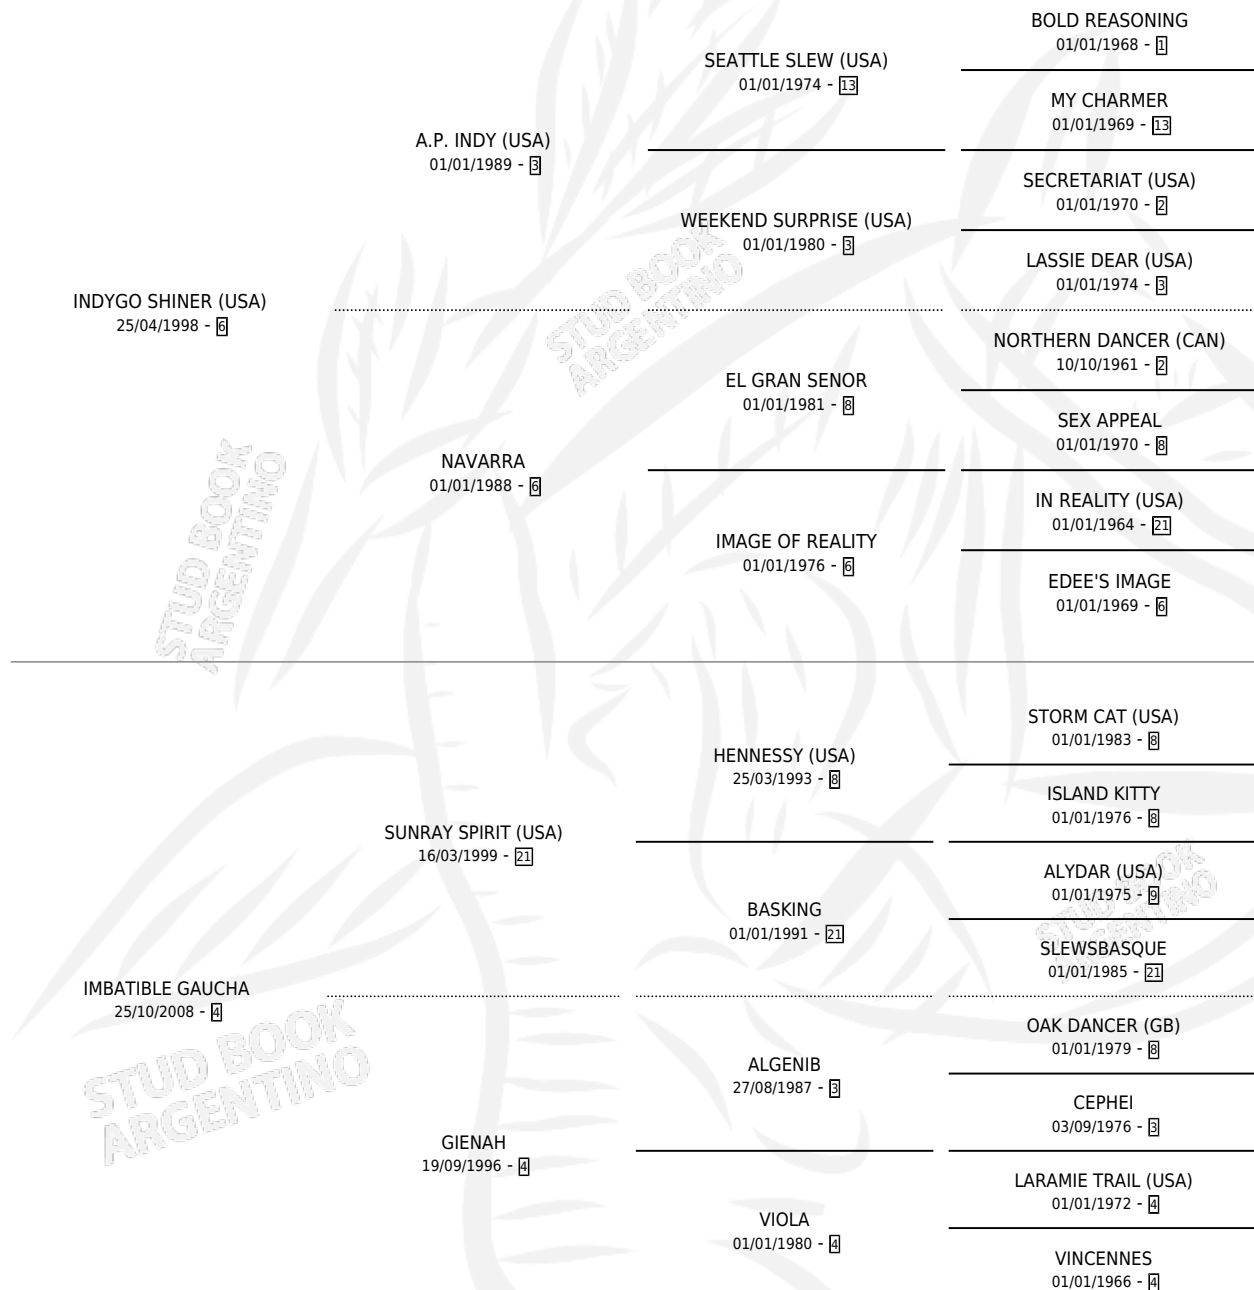 BOLD REASONING
01/01/1968 - 1
SEATTLE SLEW (USA)
01/01/1974 - 13
MY CHARMER
01/01/1969 - 13
A.P. INDY (USA)
01/01/1989 - 3
SECRETARIAT (USA)
01/01/1970 - 2
WEEKEND SURPRISE (USA)
01/01/1980 - 3
LASSIE DEAR (USA)
01/01/1974 - 3
INDYGO SHINER (USA)
25/04/1998 - 6
NORTHERN DANCER (CAN)
10/10/1961 - 2
EL GRAN SENOR
01/01/1981 - 8
SEX APPEAL
01/01/1970 - 8
NAVARRA
01/01/1988 - 6
IN REALITY (USA)
01/01/1964 - 21
IMAGE OF REALITY
01/01/1976 - 6
EDEE'S IMAGE
01/01/1969 - 6
STORM CAT (USA)
01/01/1983 - 8
HENNESSY (USA)
25/03/1993 - 8
ISLAND KITTY
01/01/1976 - 8
SUNRAY SPIRIT (USA)
16/03/1999 - 21
ALYDAR (USA)
01/01/1975 - 9
BASKING
01/01/1991 - 21
SLEWSBASQUE
01/01/1985 - 21
IMBATIBLE GAUCHA
25/10/2008 - 4
OAK DANCER (GB)
01/01/1979 - 8
ALGENIB
27/08/1987 - 3
CEPHEI
03/09/1976 - 3
GIENAH
19/09/1996 - 4
LARAMIE TRAIL (USA)
01/01/1972 - 4
VIOLA
01/01/1980 - 4
VINCENNES
01/01/1966 - 4
STUD BOOK
ARGENTINO
STUD BOOK
ARGENTINO
STUD BOOK
ARGENTINO
STUD BOOK
ARGENTINO